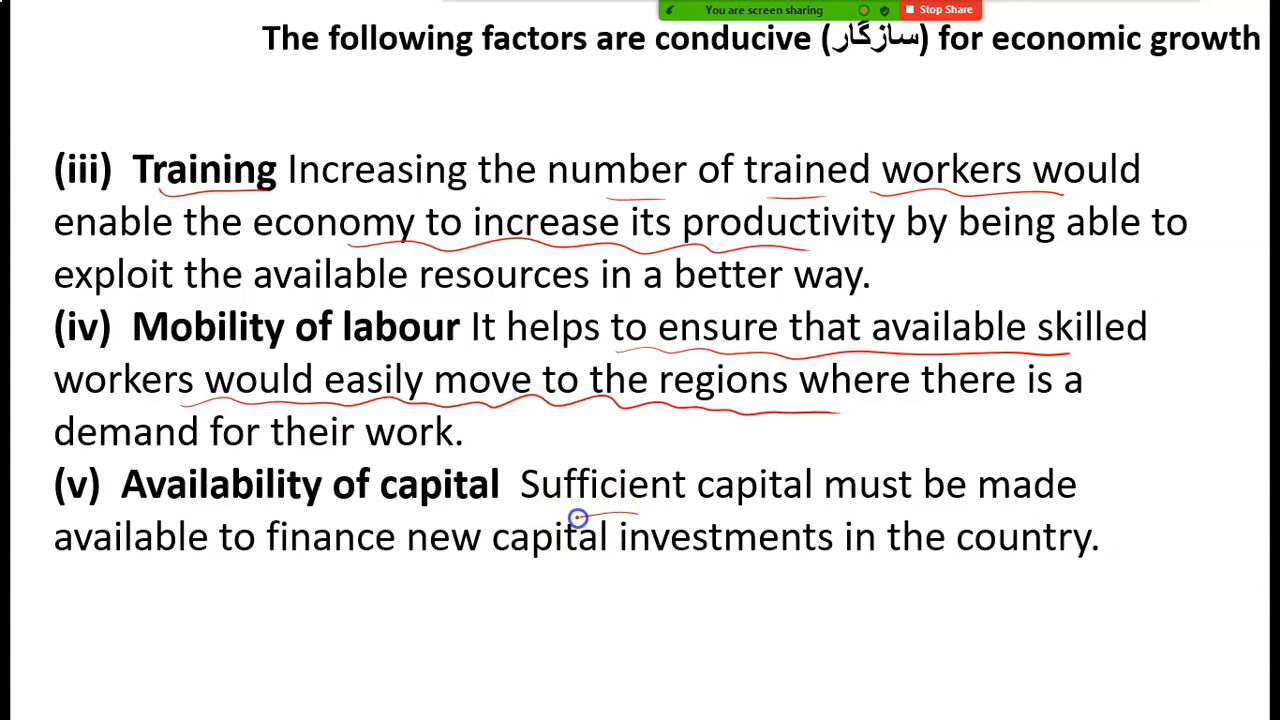 You are screen sharing
Stop Share
The following factors are conducive (سازگار) for economic growth
(iii) Training Increasing the number of trained workers would
enable the economy to increase its productivity by being able to
exploit the available resources in a better way.
(iv) Mobility of labour It helps to ensure that available skilled
workers would easily move to the regions where there is a
demand for their work.
(v) Availability of capital Sufficient capital must be made
available to finance new capital investments in the country.